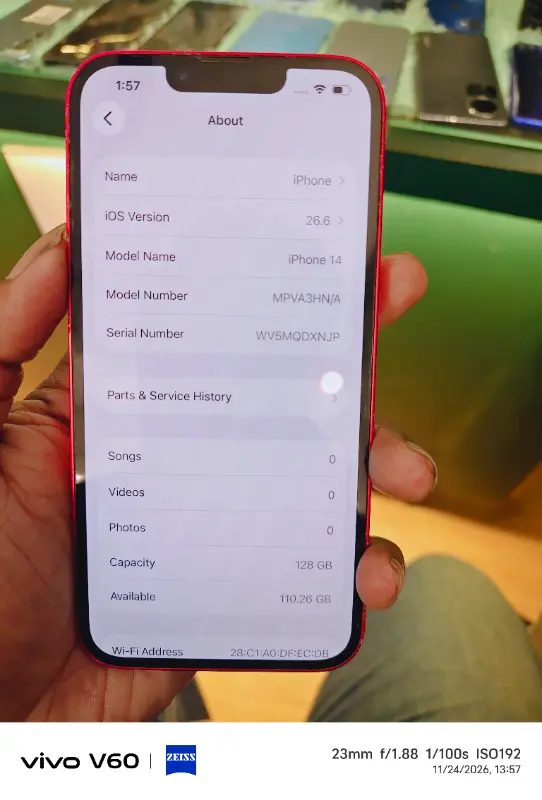 1:57
About
Name iPhone
iOS Version 26.6
Model Name iPhone 14
Model Number MPVA3HN/A
Serial Number WV5MQDXNJP
Parts & Service History
Songs 0
Videos 0
Photos 0
Capacity 128 GB
Available 110.26 GB
Wi-Fi Address 28:C1:A0:DF:EC:DB
vivo V60 | ZEISS
23mm f/1.88 1/100s ISO192
11/24/2026, 13:57